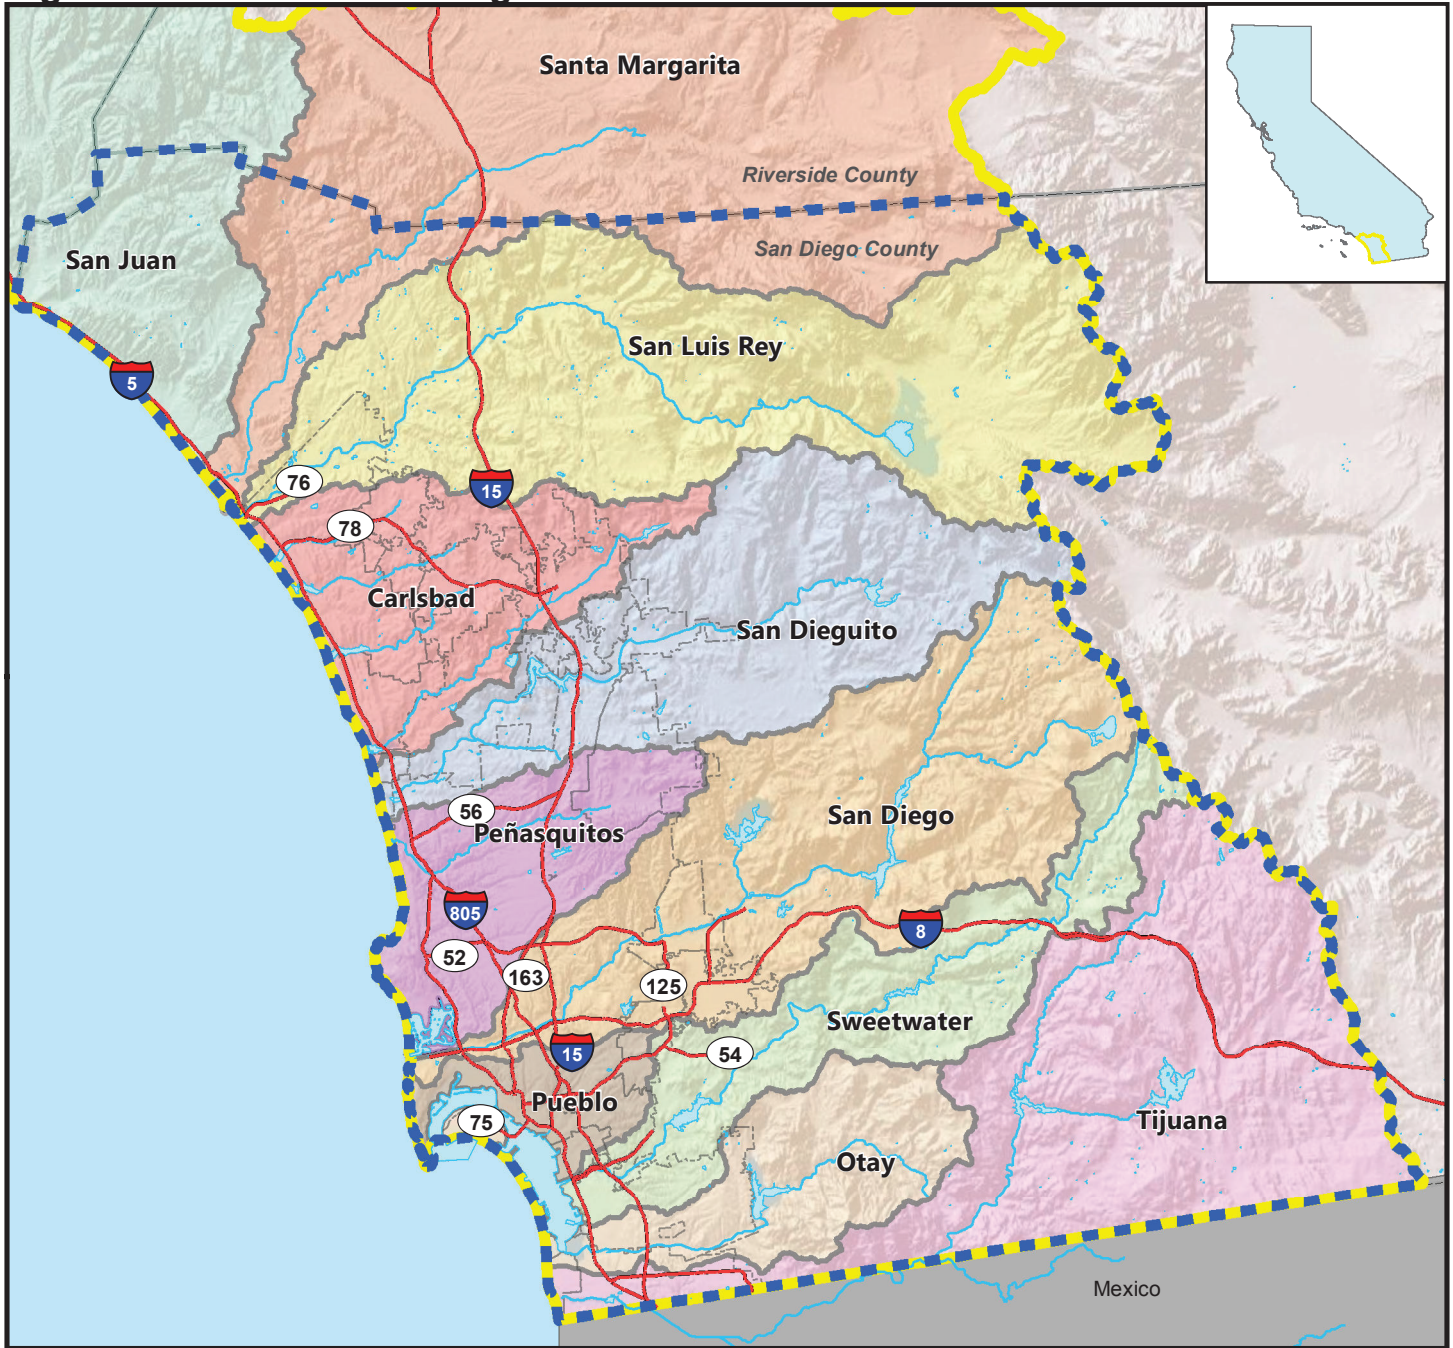 Santa Margarita
Riverside County
San Diego County
San Juan
San Luis Rey
5
76
15
78
Carlsbad
San Dieguito
56
Peñasquitos
San Diego
805
8
52
163
125
Sweetwater
15
54
Pueblo
75
Tijuana
Otay
Mexico